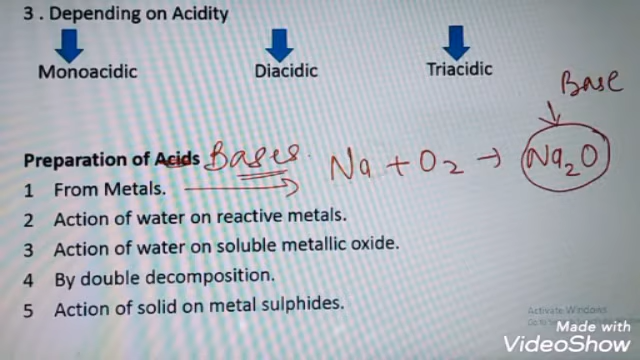 3 . Depending on Acidity
Monoacidic Diacidic Triacidic
Base
Preparation of Acids Bases. Na + O2 → Na2O
1 From Metals.
2 Action of water on reactive metals.
3 Action of water on soluble metallic oxide.
4 By double decomposition.
5 Action of solid on metal sulphides.
Activate Windows
Made with
VideoShow